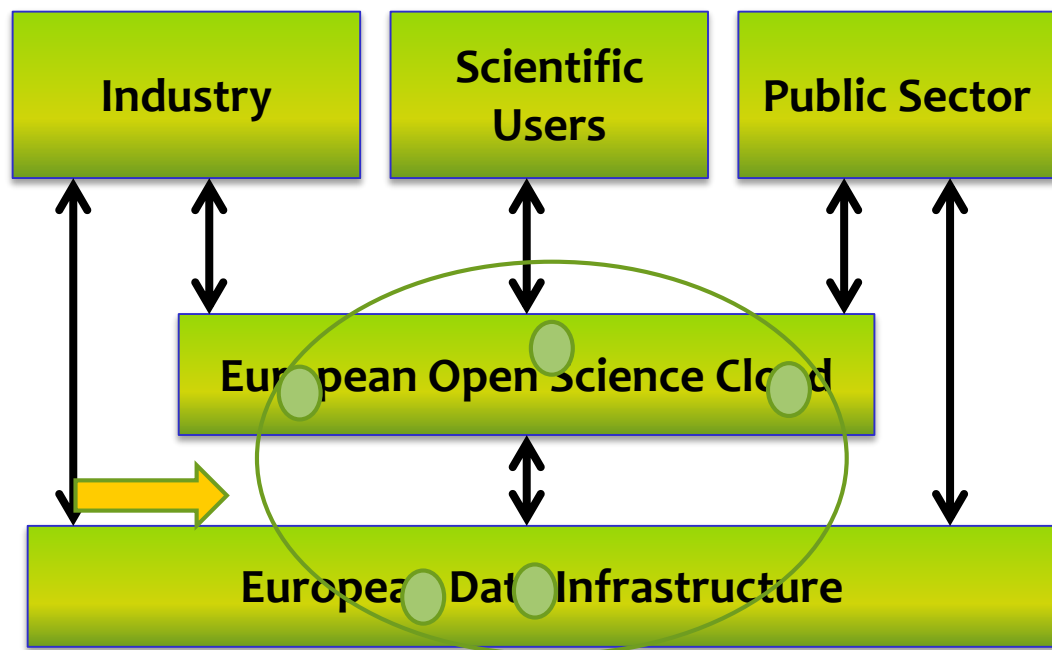 Industry
Scientific
Users
Public Sector
European Open Science Cloud
European Data Infrastructure